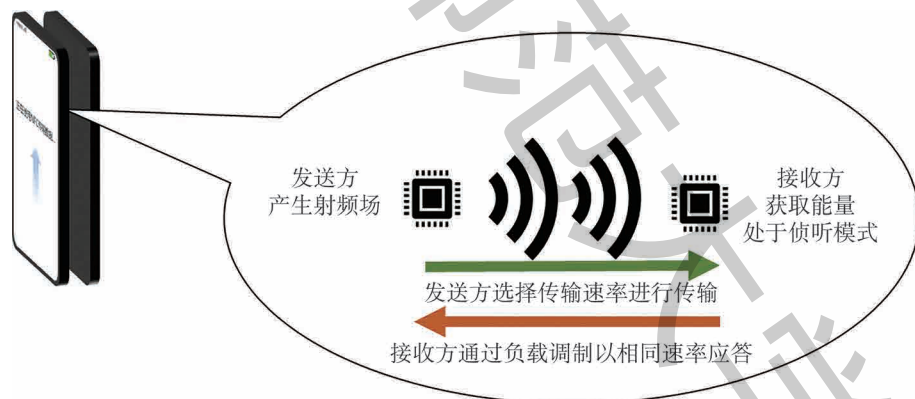 发送方
产生射频场
接收方
获取能量
处于侦听模式
发送方选择传输速率进行传输
接收方通过负载调制以相同速率应答